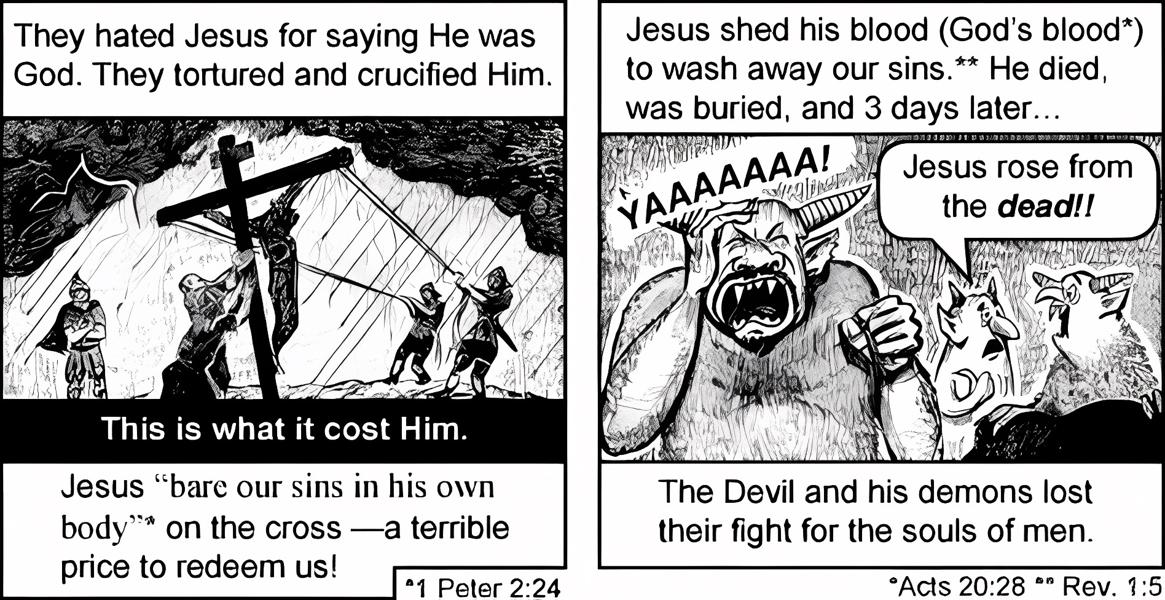 They hated Jesus for saying He was
God. They tortured and crucified Him.
This is what it cost Him.
Jesus “bare our sins in his own
body”* on the cross —a terrible
price to redeem us!
*1 Peter 2:24
Jesus shed his blood (God's blood*)
to wash away our sins.** He died,
was buried, and 3 days later...
YAAAAAAA!
Jesus rose from
the dead!!
The Devil and his demons lost
their fight for the souls of men.
*Acts 20:28 ** Rev. 1:5